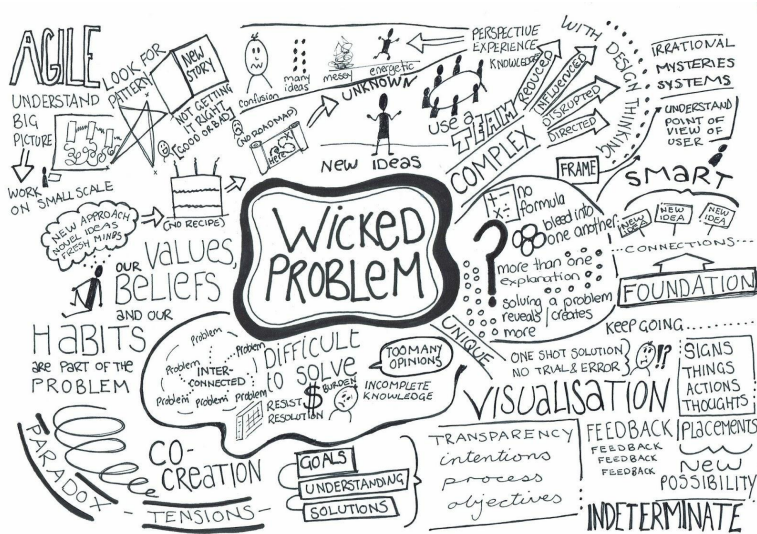 AGILE
UNDERSTAND
BIG
PICTURE
WORK
ON SMALL SCALE
LOOK FOR
PATTERN
NEW
STORY
NOT GETTING
IT RIGHT
[GOOD OR BAD]
confusion
many
ideas
messy
energetic
PERSPECTIVE
EXPERIENCE
KNOWLEDGE
UNKNOWN
(NO ROADMAP)
Here
NEW IDEAS
USE a
TEAM
COMPLEX
REDUCED
INFLUENCED
DISRUPTED
DIRECTED
WITH DESIGN THINKING
IRRATIONAL
MYSTERIES
SYSTEMS
UNDERSTAND
POINT OF
VIEW OF
USER
FRAME
SMART
NEW IDEA
NEW IDEA
NEW IDEA
CONNECTIONS
FOUNDATION
(NO RECIPE)
NEW APPROACH
NOVEL IDEAS
FRESH MINDS
OUR VALUES,
BELIEFS
AND OUR
HABITS
ARE PART OF THE
PROBLEM
WICKED
PROBLEM
no
formula
bleed into
one another
?
more than one
explanation
solving a problem
reveals/creates
more
UNIQUE
KEEP GOING
ONE SHOT SOLUTION
NO TRIAL & ERROR
!?
SIGNS
THINGS
ACTIONS
THOUGHTS
PLACEMENTS
NEW
POSSIBILITY
Problem
Problem
Problem
INTER-
CONNECTED
Problem
Problem
Problem
DIFFICULT
to SOLVE
RESIST
RESOLUTION
$
BURDEN
TOO MANY
OPINIONS
INCOMPLETE
KNOWLEDGE
VISUALISATION
TRANSPARENCY
intentions
process
objectives
FEEDBACK
FEEDBACK
FEEDBACK
FEEDBACK
INDETERMINATE
PARADOX
CO-
CREATION
TENSIONS
GOALS
UNDERSTANDING
SOLUTIONS